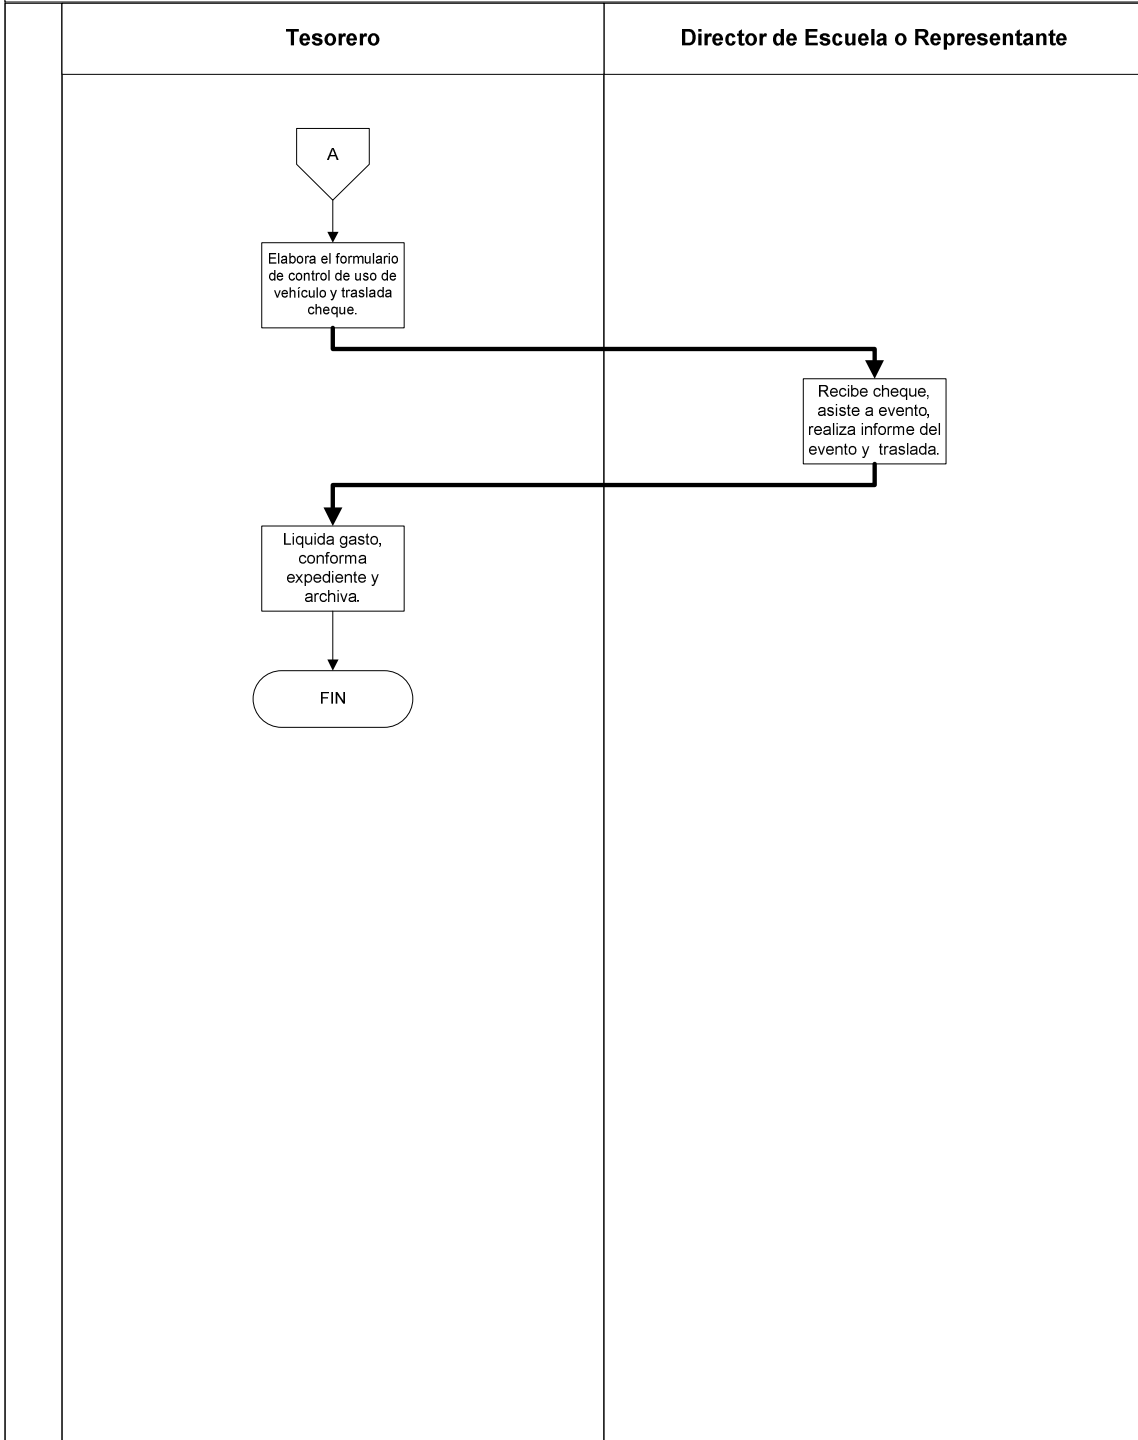 Tesorero
Director de Escuela o Representante
A
Elabora el formulario
de control de uso de
vehículo y traslada
cheque.
Recibe cheque,
asiste a evento,
realiza informe del
evento y traslada.
Liquida gasto,
conforma
expediente y
archiva.
FIN